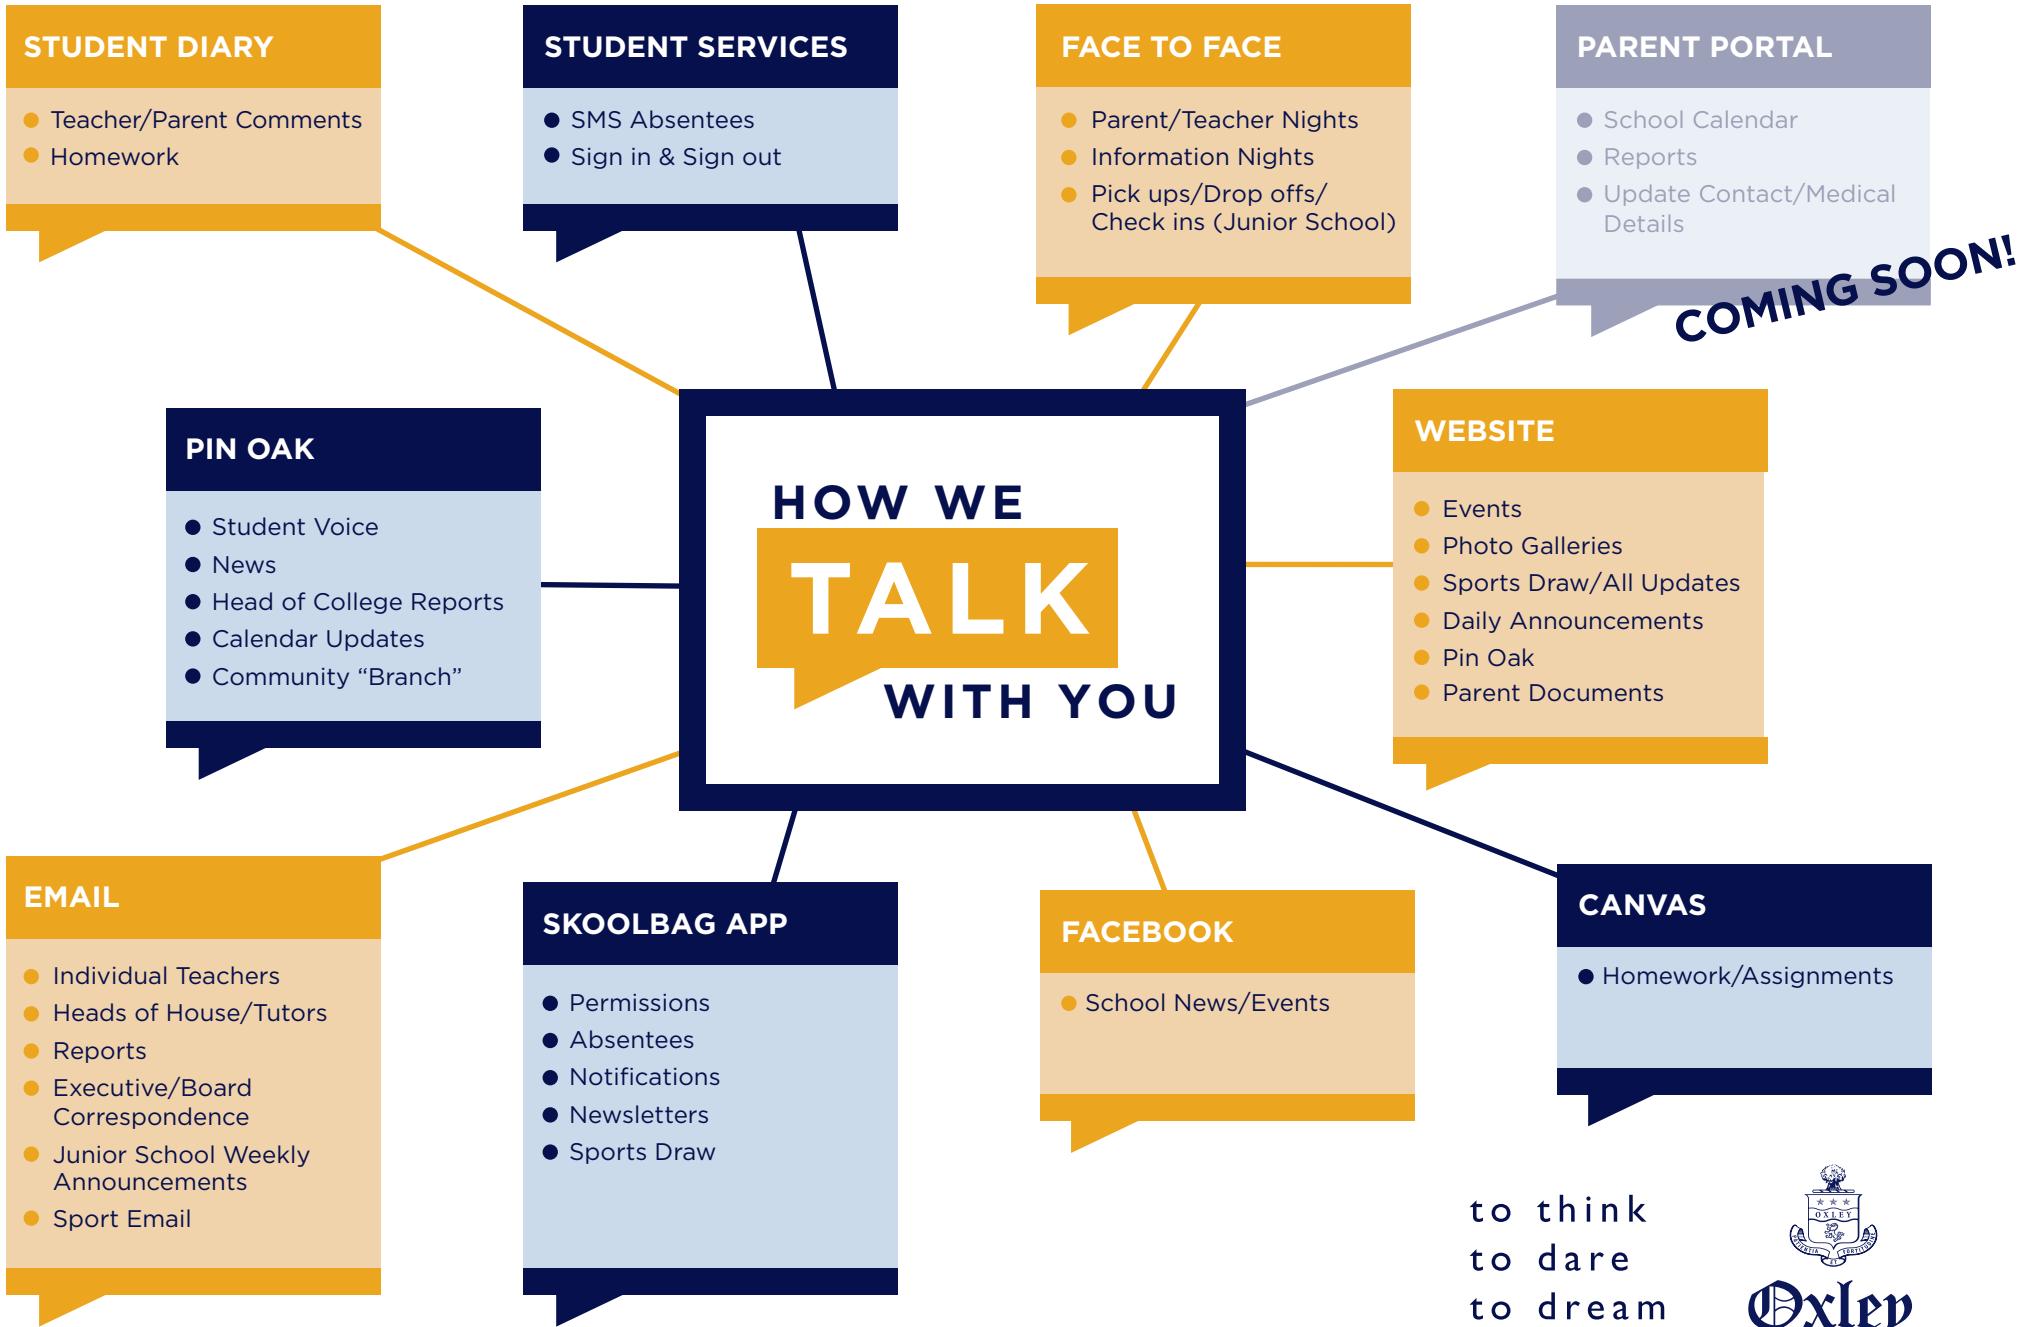 STUDENT DIARY
Teacher/Parent Comments
Homework
STUDENT SERVICES
SMS Absentees
Sign in & Sign out
FACE TO FACE
Parent/Teacher Nights
Information Nights
Pick ups/Drop offs/
Check ins (Junior School)
PARENT PORTAL
School Calendar
Reports
Update Contact/Medical
Details
COMING SOON!
PIN OAK
Student Voice
News
Head of College Reports
Calendar Updates
Community “Branch”
HOW WE
TALK
WITH YOU
WEBSITE
Events
Photo Galleries
Sports Draw/All Updates
Daily Announcements
Pin Oak
Parent Documents
EMAIL
Individual Teachers
Heads of House/Tutors
Reports
Executive/Board
Correspondence
Junior School Weekly
Announcements
Sport Email
SKOOLBAG APP
Permissions
Absentees
Notifications
Newsletters
Sports Draw
FACEBOOK
School News/Events
CANVAS
Homework/Assignments
to think
to dare
to dream
OXLEY
PATIENTIA ET FORTITUDINE
Oxley